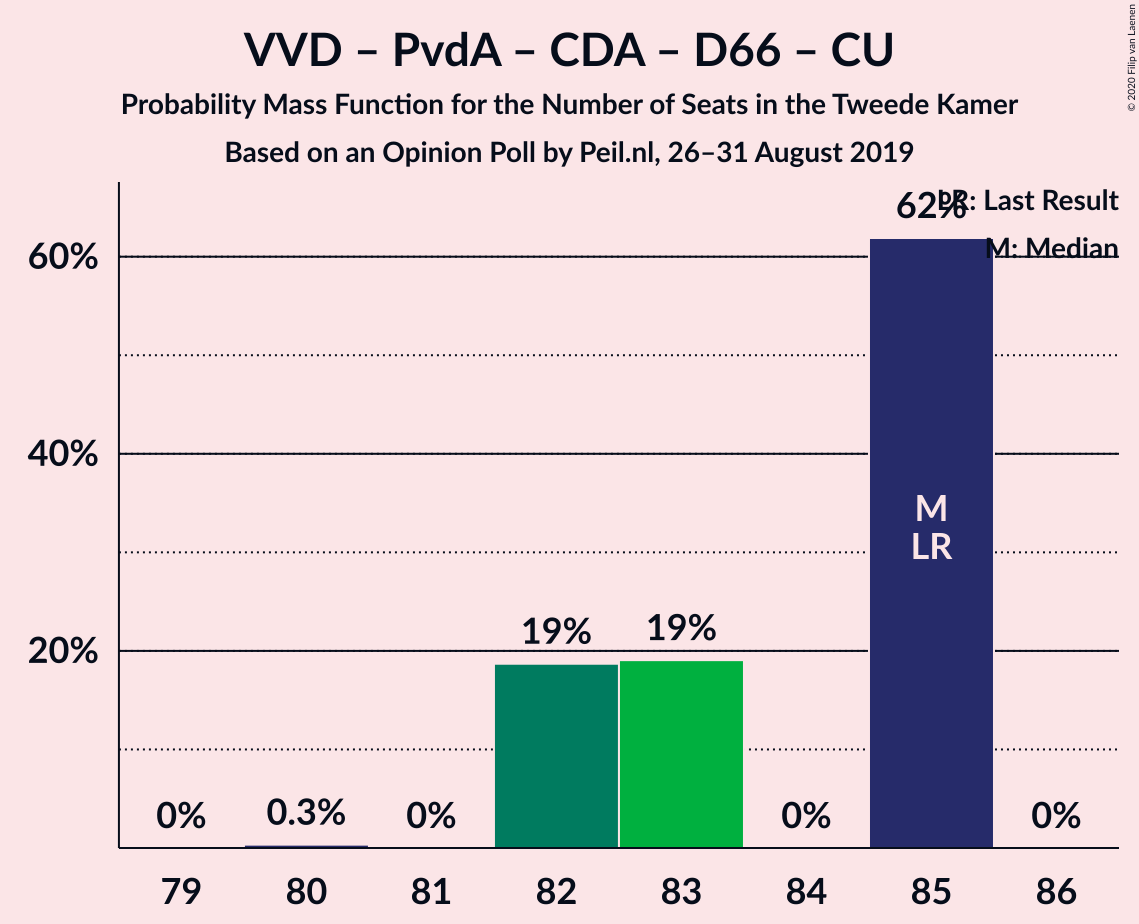 VVD – PvdA – CDA – D66 – CU
Probability Mass Function for the Number of Seats in the Tweede Kamer
Based on an Opinion Poll by Peil.nl, 26–31 August 2019
© 2020 Filip van Laenen
LR: Last Result
M: Median
60%
40%
20%
0%
0.3%
0%
19%
19%
0%
62%
0%
M
LR
79
80
81
82
83
84
85
86